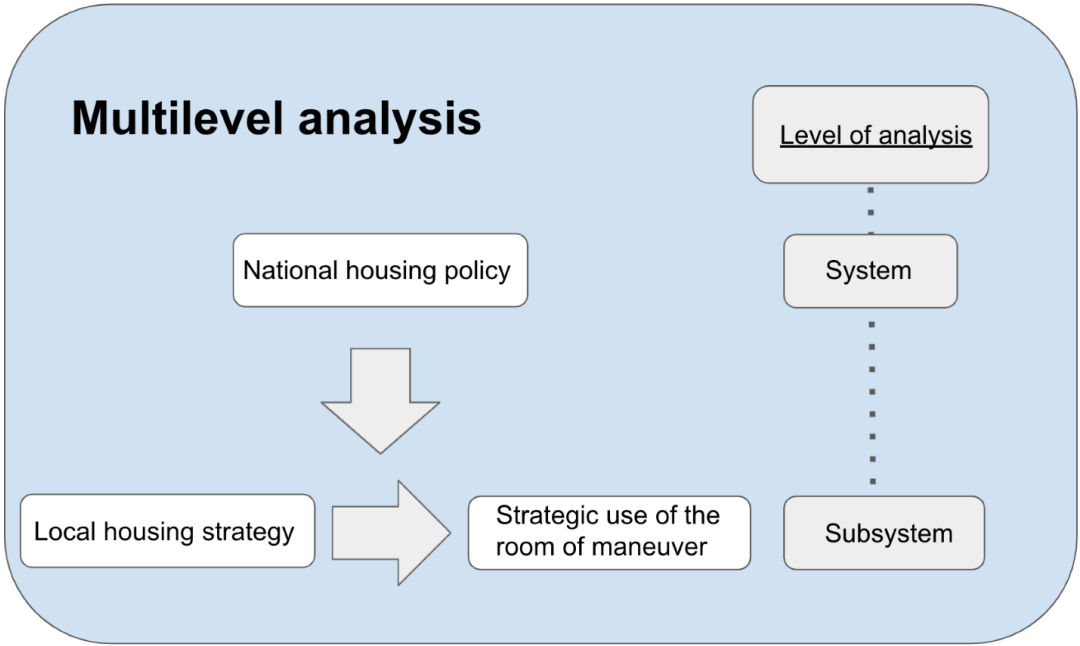 Multilevel analysis
Level of analysis
National housing policy
System
Local housing strategy
Strategic use of the
room of maneuver
Subsystem